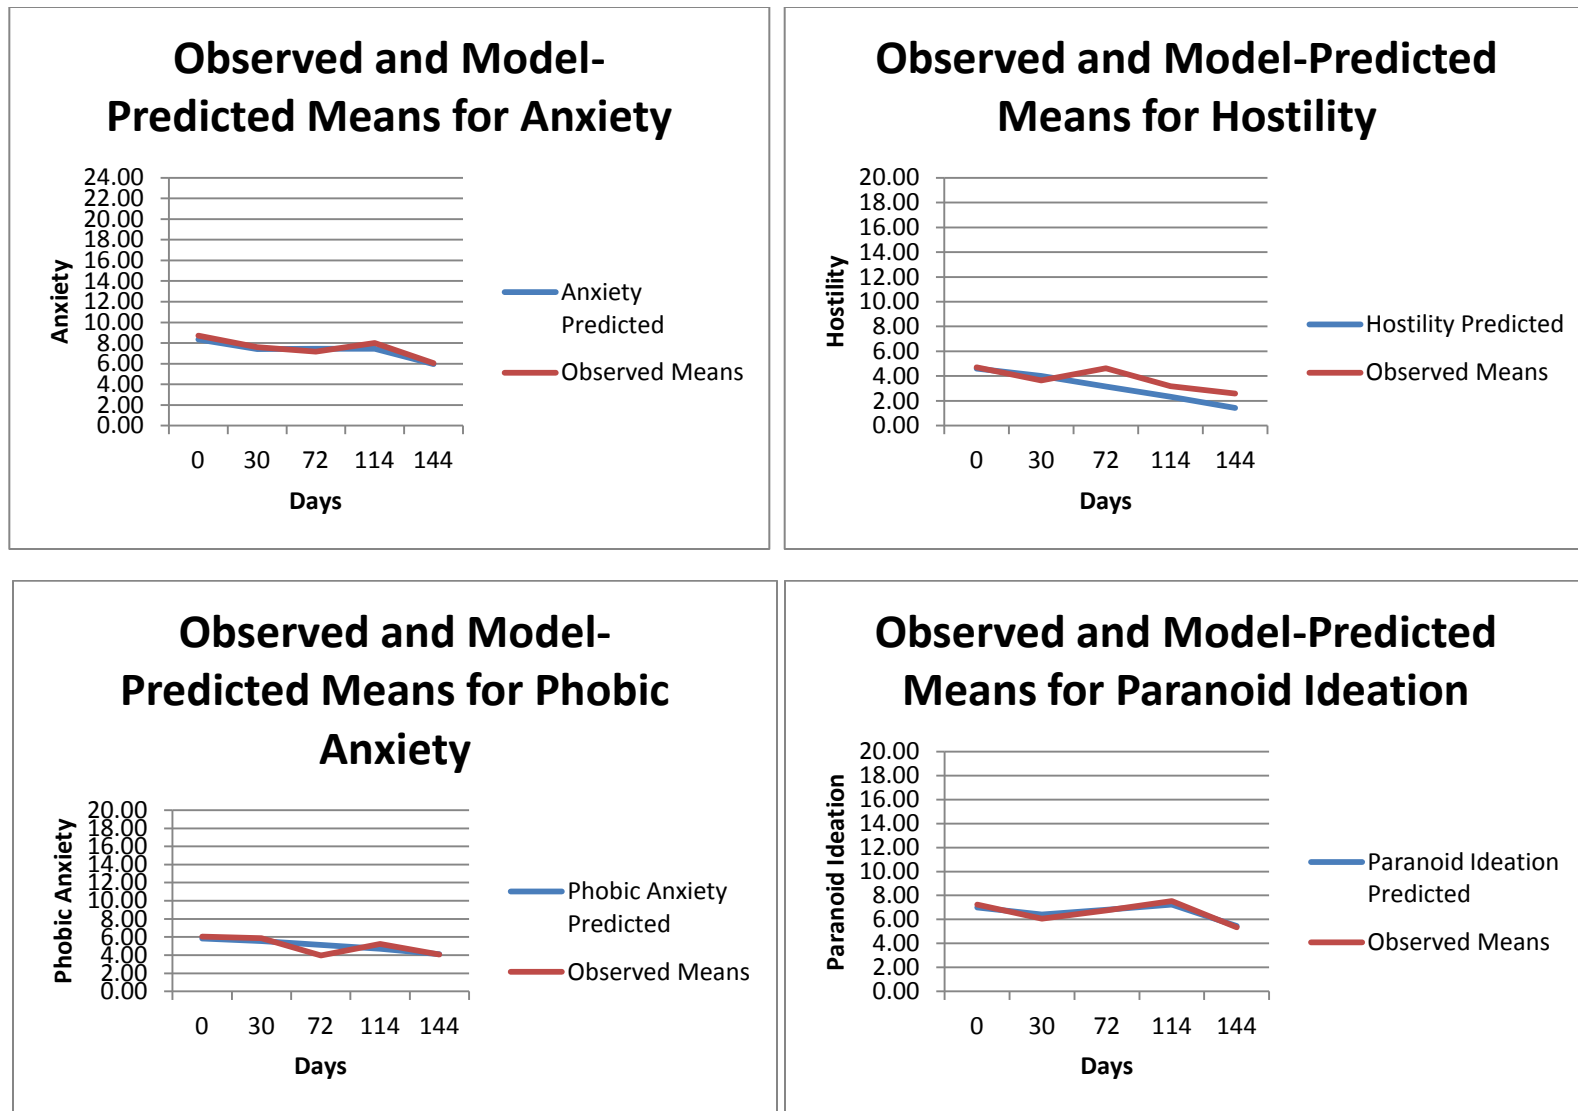 Observed and Model-
Predicted Means for Anxiety
24.00
22.00
20.00
18.00
16.00
14.00
12.00
10.00
8.00
6.00
4.00
2.00
0.00
Anxiety
0 30 72 114 144
Days
Anxiety
Predicted
Observed Means
Observed and Model-Predicted
Means for Hostility
20.00
18.00
16.00
14.00
12.00
10.00
8.00
6.00
4.00
2.00
0.00
Hostility
0 30 72 114 144
Days
Hostility Predicted
Observed Means
Observed and Model-
Predicted Means for Phobic
Anxiety
20.00
18.00
16.00
14.00
12.00
10.00
8.00
6.00
4.00
2.00
0.00
Phobic Anxiety
0 30 72 114 144
Days
Phobic Anxiety
Predicted
Observed Means
Observed and Model-Predicted
Means for Paranoid Ideation
20.00
18.00
16.00
14.00
12.00
10.00
8.00
6.00
4.00
2.00
0.00
Paranoid Ideation
0 30 72 114 144
Days
Paranoid Ideation
Predicted
Observed Means